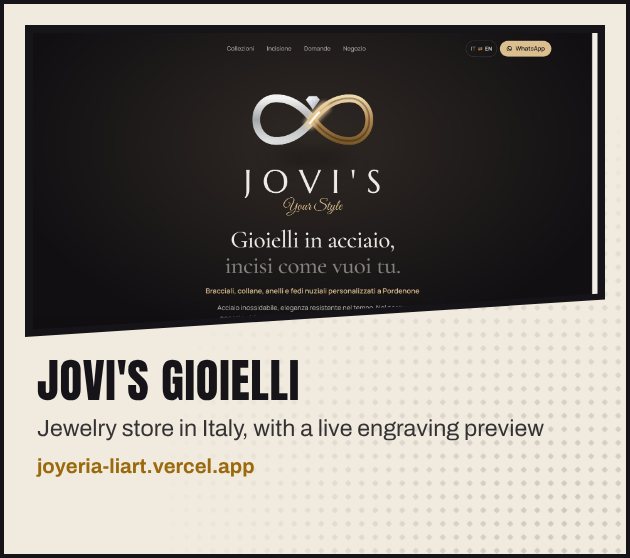 Collezioni Incisione Domande Negozio IT ⇄ EN WhatsApp
JOVI'S
Your Style
Gioielli in acciaio,
incisi come vuoi tu.
Bracciali, collane, anelli e fedi nuziali personalizzati a Pordenone
Acciaio inossidabile, eleganza resistente nel tempo.
JOVI'S GIOIELLI
Jewelry store in Italy, with a live engraving preview
joyeria-liart.vercel.app